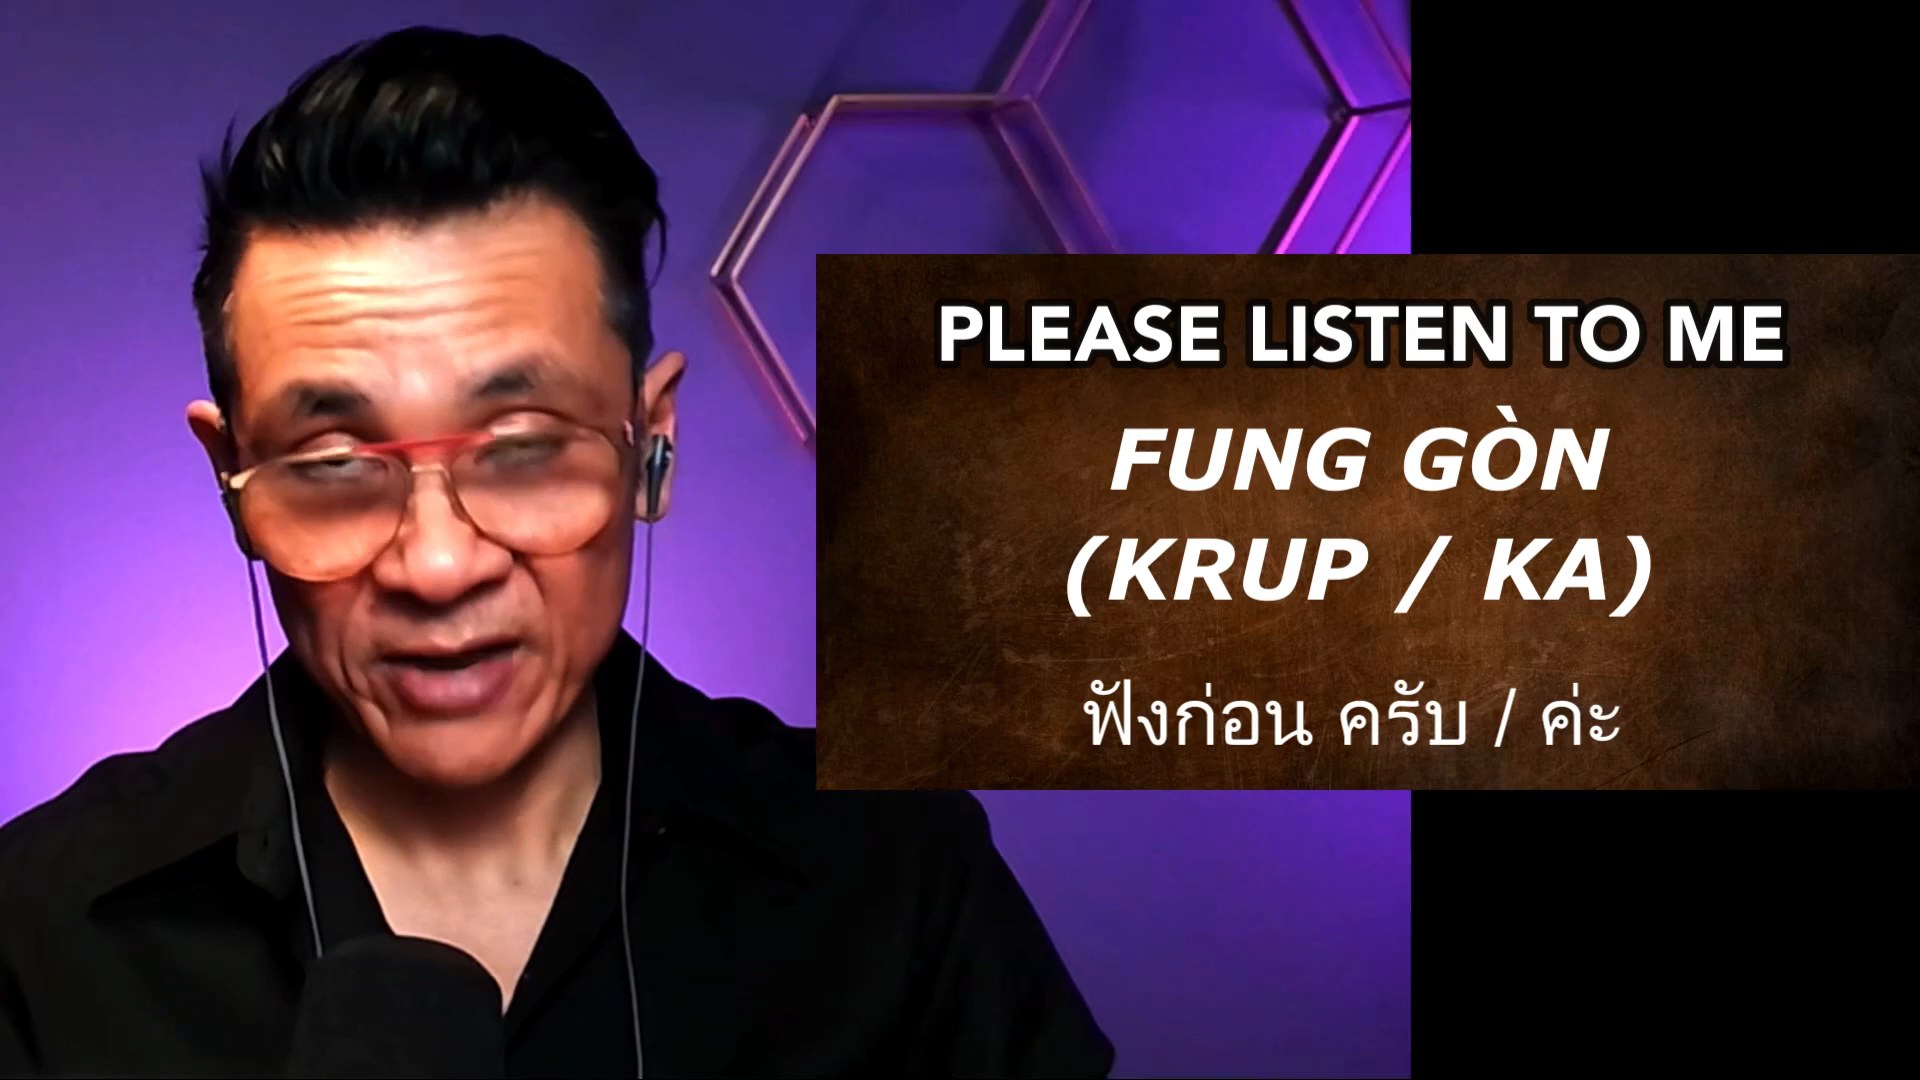 PLEASE LISTEN TO ME
FUNG GÒN
(KRUP / KA)
ฟังก่อน ครับ / ค่ะ